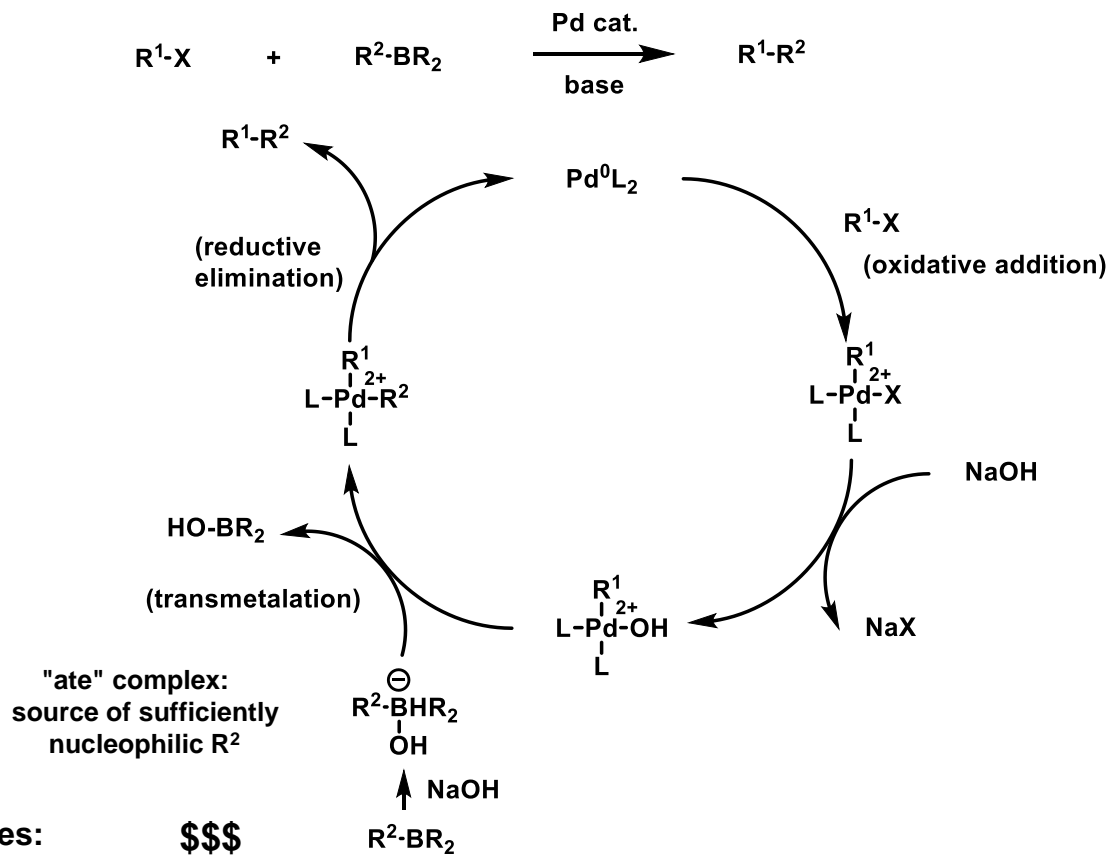 R¹-X + R²-BR₂ Pd cat. R¹-R²
base
R¹-R²
Pd⁰L₂
R¹-X
(oxidative addition)
(reductive
elimination)
R¹
L-Pd-X
2+
L
NaOH
NaX
R¹
L-Pd-OH
2+
L
R¹
L-Pd-R²
2+
L
HO-BR₂
(transmetalation)
"ate" complex:
source of sufficiently
nucleophilic R²
−
R²-BHR₂
OH
NaOH
R²-BR₂
es: $$$